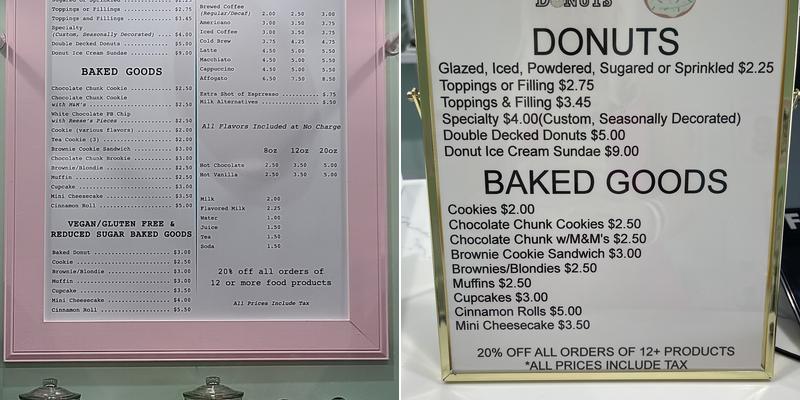 Toppings or Fillings ........ $2.75
Toppings and Fillings ........ $3.45
Specialty
(Custom, Seasonally Decorated) .... $4.00
Double Decked Donuts ........ $5.00
Donut Ice Cream Sundae ........ $9.00
BAKED GOODS
Chocolate Chunk Cookie ........ $2.50
Chocolate Chunk Cookie
with M&M's ........ $2.50
White Chocolate PB Chip
with Reese's Pieces ........ $2.50
Cookie (various flavors) ........ $2.00
Tea Cookie (3) ........ $2.00
Brownie Cookie Sandwich ........ $3.00
Chocolate Chunk Brookie ........ $3.00
Brownie/Blondie ........ $2.50
Muffin ........ $2.50
Cupcake ........ $3.00
Mini Cheesecake ........ $3.50
Cinnamon Roll ........ $5.00
VEGAN/GLUTEN FREE &
REDUCED SUGAR BAKED GOODS
Baked Donut ........ $3.00
Cookie ........ $2.50
Brownie/Blondie ........ $3.00
Muffin ........ $3.00
Cupcake ........ $3.50
Mini Cheesecake ........ $4.00
Cinnamon Roll ........ $5.50
Brewed Coffee
(Regular/Decaf) 2.00 2.50 3.00
Americano 3.00 3.50 3.75
Cold Brew 3.75 4.25 4.75
Latte 4.50 5.00 5.50
Macchiato 5.00 5.50
Cappuccino 4.50 5.00 5.50
Affogato 6.50 7.50 8.50
Extra Shot of Espresso ........ $.75
Milk Alternatives ........ $.50
All Flavors Included at No Charge
8oz 12oz 20oz
Hot Chocolate 2.50 3.50 5.00
Hot Vanilla 2.50 3.50 5.00
Milk 2.00
Flavored Milk 2.25
Water 1.00
Juice 1.50
Tea 1.50
Soda 1.50
20% off all orders of
12 or more food products
All Prices Include Tax
DONUTS
DONUTS
Glazed, Iced, Powdered, Sugared or Sprinkled $2.25
Toppings or Filling $2.75
Toppings & Filling $3.45
Specialty $4.00(Custom, Seasonally Decorated)
Double Decked Donuts $5.00
Donut Ice Cream Sundae $9.00
BAKED GOODS
Cookies $2.00
Chocolate Chunk Cookies $2.50
Chocolate Chunk w/M&M's $2.50
Brownie Cookie Sandwich $3.00
Brownies/Blondies $2.50
Muffins $2.50
Cupcakes $3.00
Cinnamon Rolls $5.00
Mini Cheesecake $3.50
20% OFF ALL ORDERS OF 12+ PRODUCTS
*ALL PRICES INCLUDE TAX